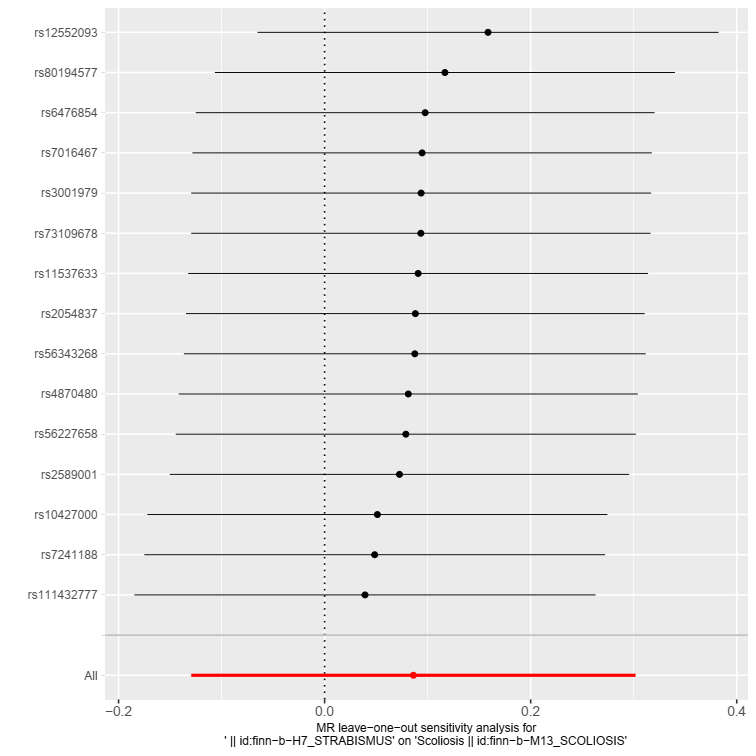 rs12552093
rs80194577
rs6476854
rs7016467
rs3001979
rs73109678
rs11537633
rs2054837
rs56343268
rs4870480
rs56227658
rs2589001
rs10427000
rs7241188
rs111432777
All
−0.2 0.0 0.2 0.4
MR leave−one−out sensitivity analysis for
' || id:finn−b−H7_STRABISMUS' on 'Scoliosis || id:finn−b−M13_SCOLIOSIS'